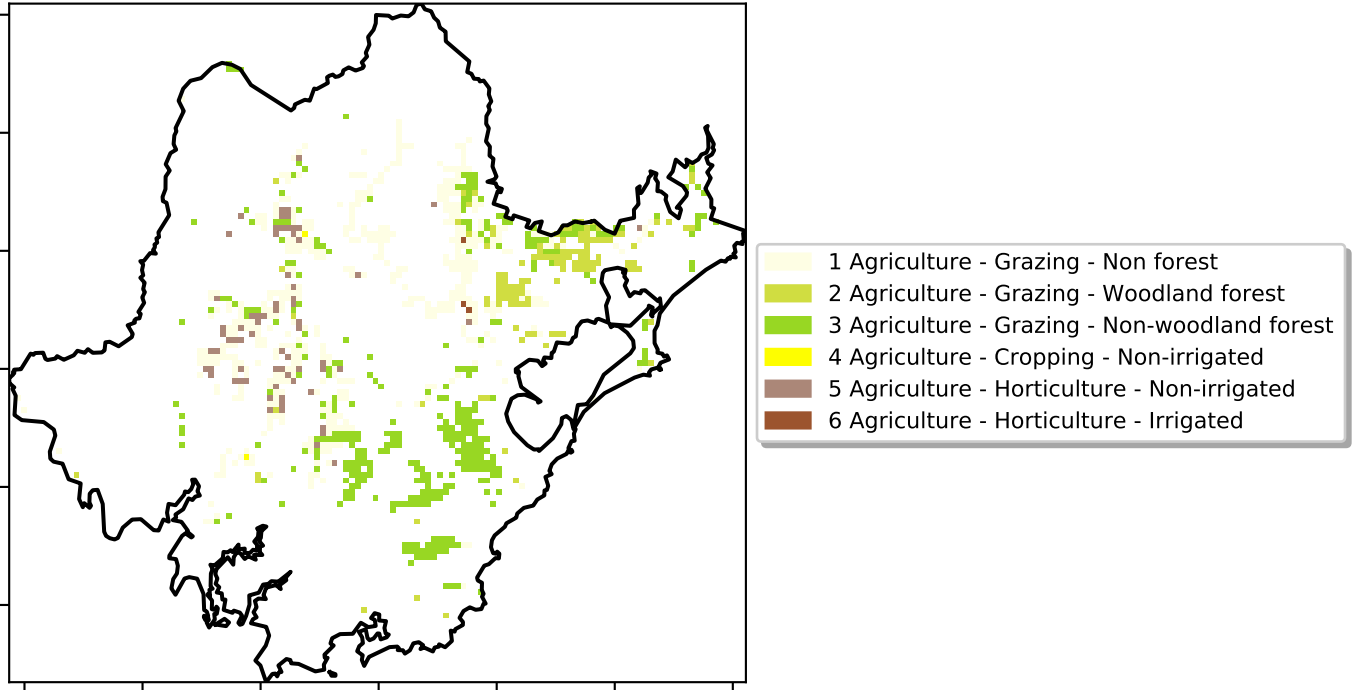 1 Agriculture - Grazing - Non forest
2 Agriculture - Grazing - Woodland forest
3 Agriculture - Grazing - Non-woodland forest
4 Agriculture - Cropping - Non-irrigated
5 Agriculture - Horticulture - Non-irrigated
6 Agriculture - Horticulture - Irrigated